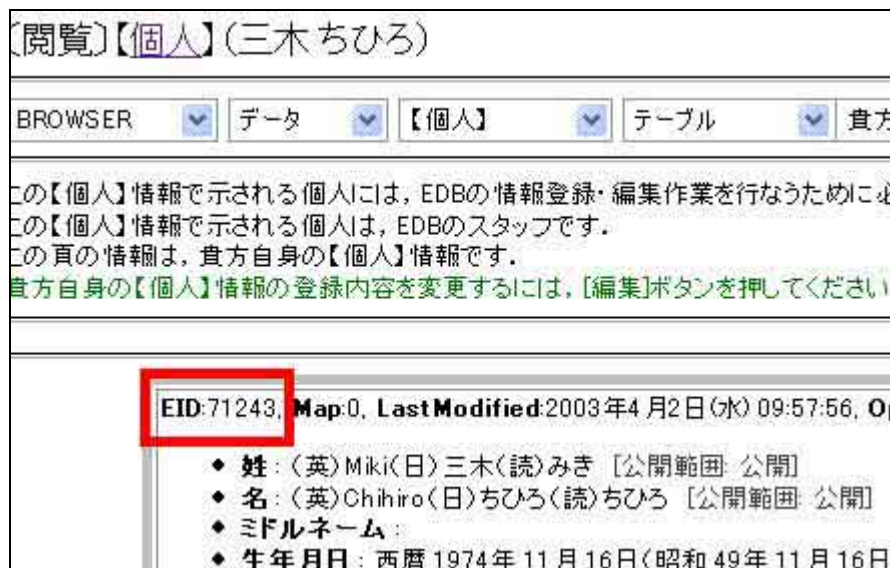 〔閲覧〕【個人】(三木 ちひろ)
BROWSER データ 【個人】 テーブル 貴方
この【個人】情報で示される個人には, EDBの情報登録・編集作業を行なうために必
この【個人】情報で示される個人は, EDBのスタッフです.
この頁の情報は, 貴方自身の【個人】情報です.
貴方自身の【個人】情報の登録内容を変更するには, [編集]ボタンを押してください
EID:71243, Map:0, LastModified:2003年4月2日(水) 09:57:56, Op
◆ 姓 : (英)Miki(日)三木(読)みき [公開範囲: 公開]
◆ 名 : (英)Chihiro(日)ちひろ(読)ちひろ [公開範囲: 公開]
◆ ミドルネーム :
◆ 生年月日 : 西暦 1974年 11月 16日(昭和 49年 11月 16日